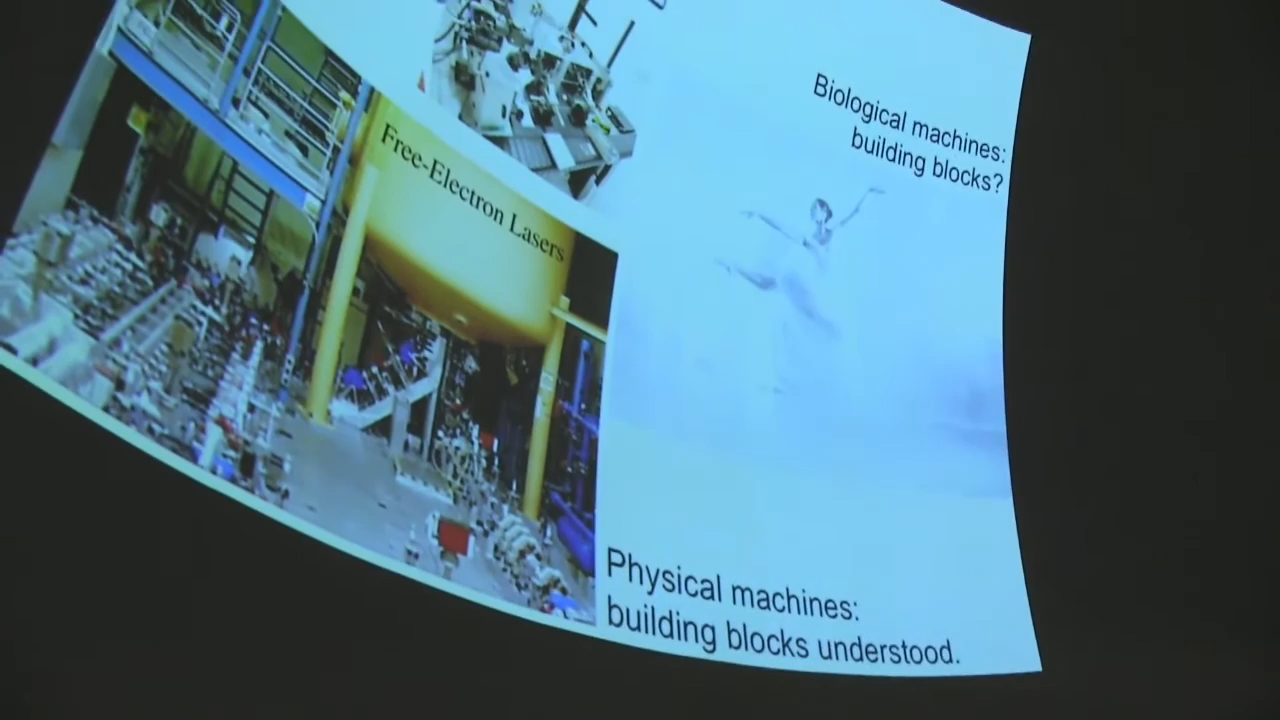 Biological machines:
building blocks?
Free-Electron Lasers
Physical machines:
building blocks understood.